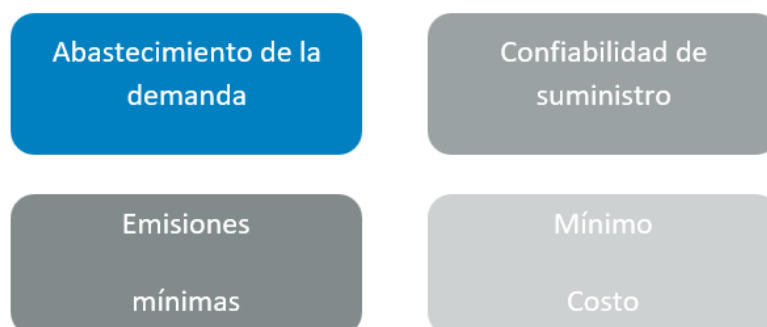 Abastecimiento de la
demanda
Confiabilidad de
suministro
Emisiones
mínimas
Mínimo
Costo